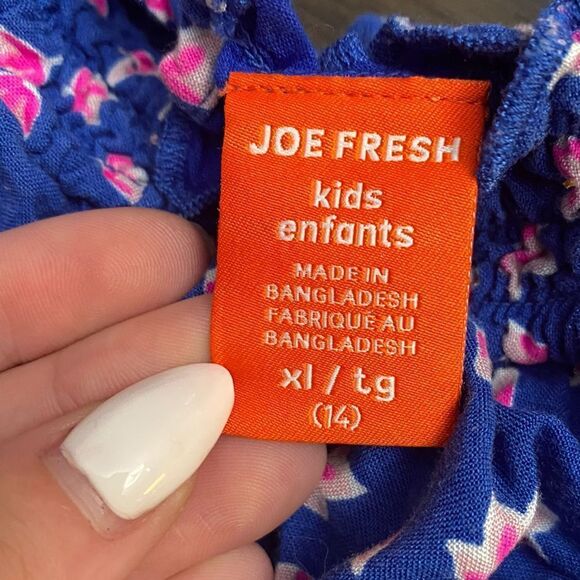 JOE FRESH
kids
enfants
MADE IN
BANGLADESH
FABRIQUÉ AU
BANGLADESH
xl / tg
(14)